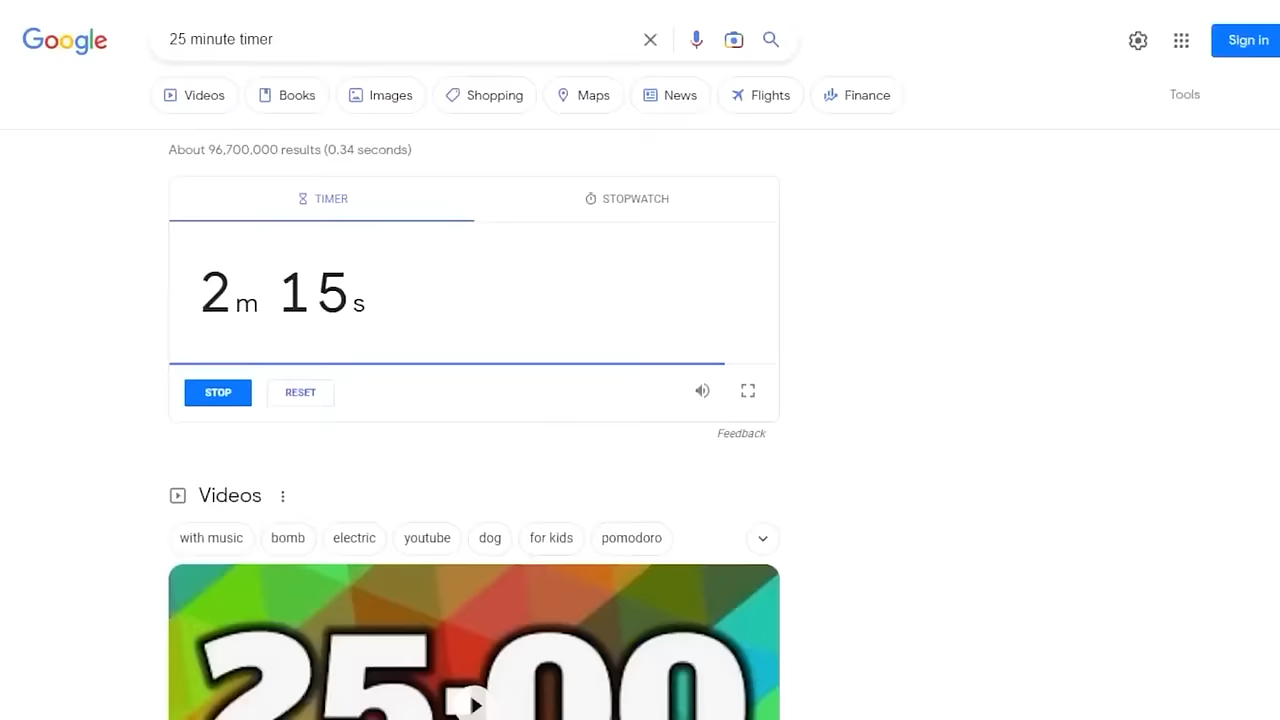 Google
25 minute timer
Sign in
Videos
Books
Images
Shopping
Maps
News
Flights
Finance
Tools
About 96,700,000 results (0.34 seconds)
TIMER
STOPWATCH
2m 15s
STOP
RESET
Feedback
Videos
with music
bomb
electric
youtube
dog
for kids
pomodoro
25:00